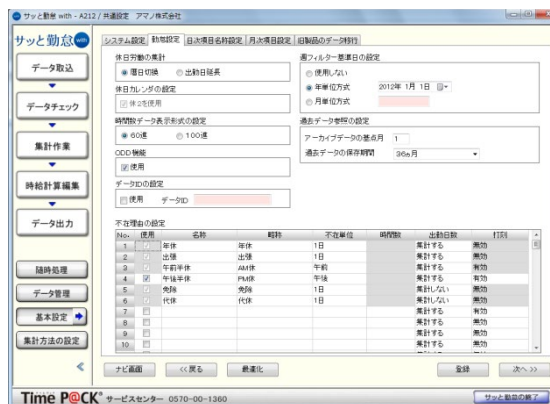 サッと勤怠 with - A212 / 共通設定 アマノ株式会社
サッと勤怠 with
データ取込
データチェック
集計作業
時給計算編集
データ出力
随時処理
データ管理
基本設定
集計方法の設定
システム設定 勤怠設定 日次項目名称設定 月次項目設定 旧製品のデータ移行
休日労働の集計
暦日切換 出勤日延長
休日カレンダの設定
休2を使用
時間数データ表示形式の設定
60進 100進
ODD機能
使用
データIDの設定
使用 データID
週フィルター基準日の設定
使用しない
年単位方式 2012年 1月 1日
月単位方式
過去データ参照の設定
アーカイブデータの基点月 1
過去データの保存期間 36ヵ月
不在理由の設定
No. 使用 名称 略称 不在単位 時間数 出勤日数 打刻
1 年休 年休 1日 集計する 無効
2 出張 出張 1日 集計する 無効
3 午前半休 AM休 午前 集計する 有効
4 午後半休 PM休 午後 集計する 有効
5 免除 免除 1日 集計しない 無効
6 代休 代休 1日 集計しない 無効
7 集計する 有効
8 集計する 無効
9 集計する 無効
10 集計する 無効
ナビ画面 << 戻る 最適化 登録 次へ >>
Time P@CK サービスセンター 0570-00-1360 サッと勤怠の終了